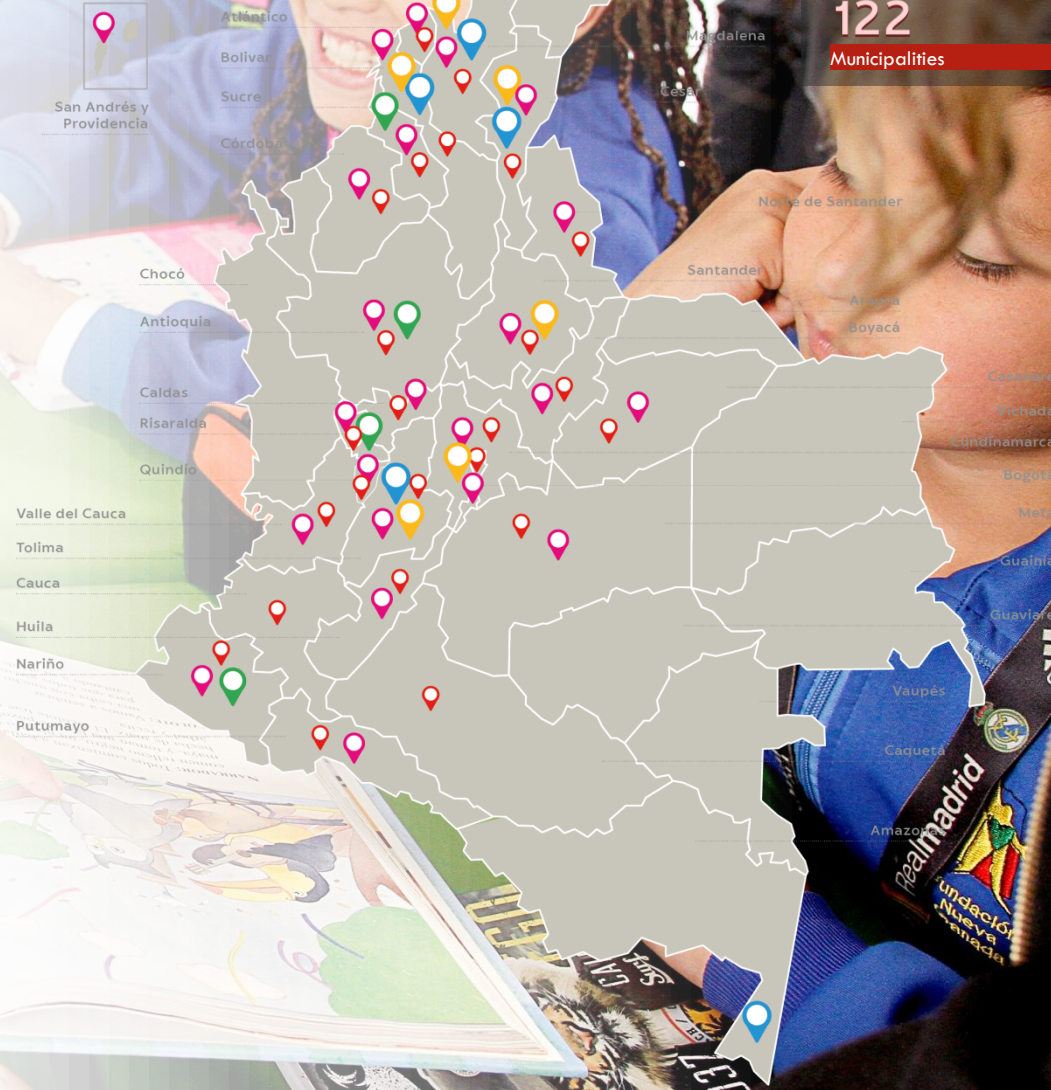 122
Municipalities
Atlántico
Magdalena
Bolivar
Cesar
Sucre
San Andrés y
Providencia
Córdoba
Norte de Santander
Santander
Chocó
Arauca
Antioquia
Boyacá
Casanare
Caldas
Vichada
Risaralda
Cundinamarca
Quindío
Bogotá
Valle del Cauca
Meta
Tolima
Guainía
Cauca
Guaviare
Huila
Nariño
Vaupés
Putumayo
Caquetá
Amazonas
Realmadrid
Fundación
Nueva
Granada
Surf